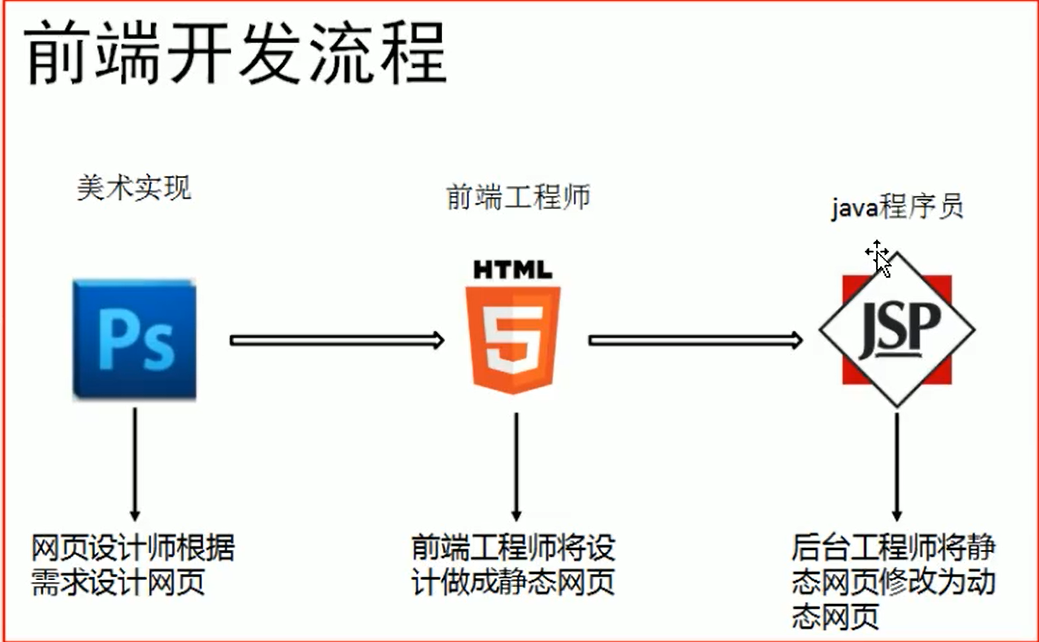 前端开发流程
美术实现
前端工程师
java程序员
HTML
Ps
5
JSP
网页设计师根据
需求设计网页
前端工程师将设
计做成静态网页
后台工程师将静
态网页修改为动
态网页